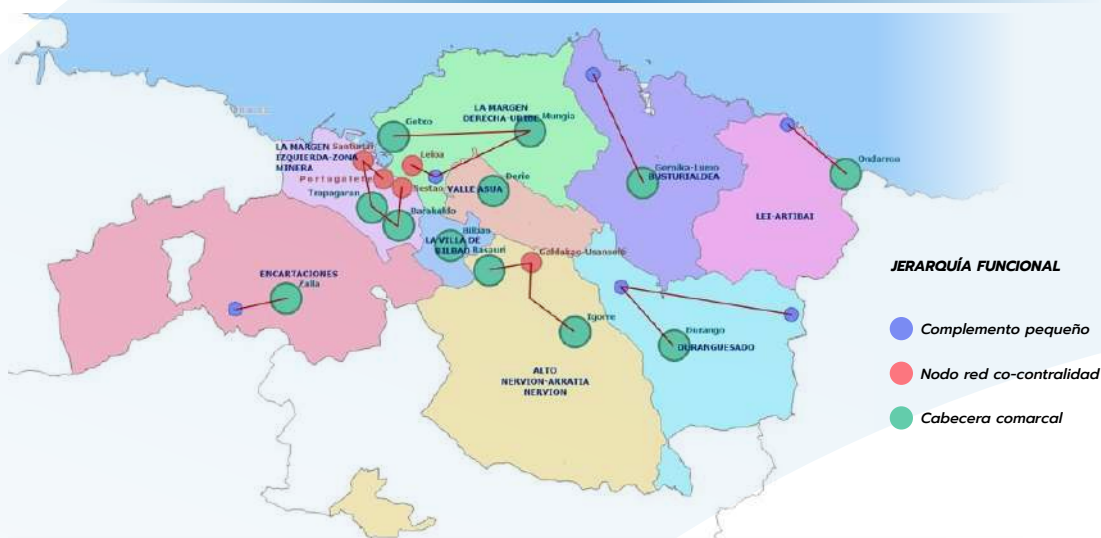 LA MARGEN
DERECHA-URIBE
Getxo
Mungia
LA MARGEN
IZQUIERDA-ZONA
MINERA
Santurtzi
Leioa
Portugalete
Sestao
Trapagaran
Barakaldo
VALLE ASUA
Derio
Gernika-Lumo
BUSTURIALDEA
Ondarroa
LEI-ARTIBAI
LA VILLA DE
BILBAO
Bilbao
Basauri
Galdakao-Usansolo
ENCARTACIONES
Zalla
Igorre
ALTO
NERVION-ARRATIA
NERVION
Durango
DURANGUESADO
JERARQUÍA FUNCIONAL
Complemento pequeño
Nodo red co-contralidad
Cabecera comarcal